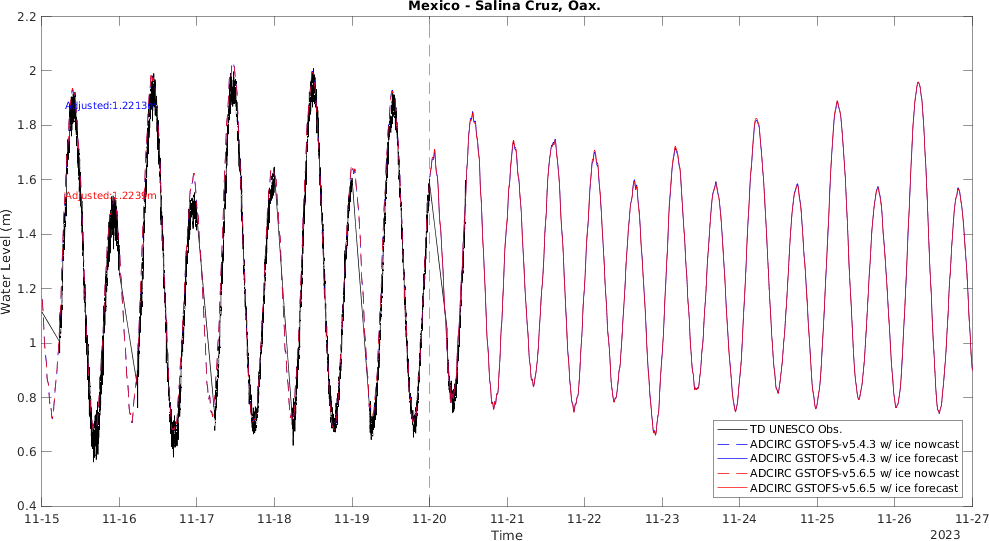 Mexico - Salina Cruz, Oax.
2.2
2
1.8
1.6
1.4
1.2
1
0.8
0.6
0.4
Water Level (m)
Adjusted:1.2213m
Adjusted:1.2239m
TD UNESCO Obs.
ADCIRC GSTOFS-v5.4.3 w/ ice nowcast
ADCIRC GSTOFS-v5.4.3 w/ ice forecast
ADCIRC GSTOFS-v5.6.5 w/ ice nowcast
ADCIRC GSTOFS-v5.6.5 w/ ice forecast
11-15 11-16 11-17 11-18 11-19 11-20 11-21 11-22 11-23 11-24 11-25 11-26 11-27
Time
2023